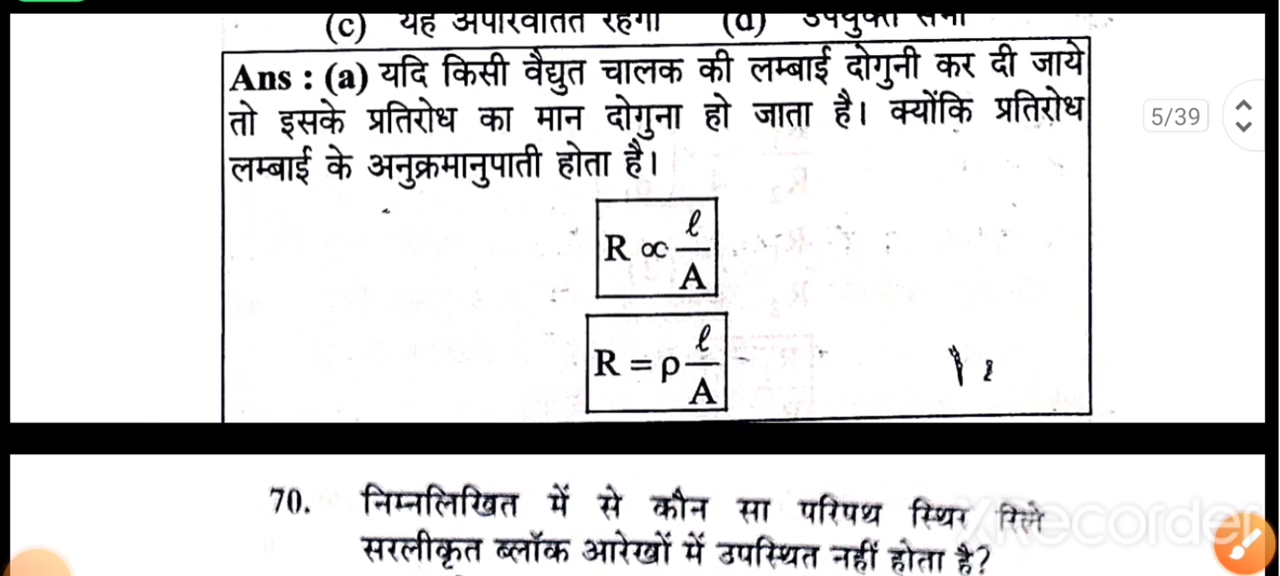 (c) यह अपरिवर्तित रहेगा (d) उपर्युक्त सभी
Ans : (a) यदि किसी वैद्युत चालक की लम्बाई दोगुनी कर दी जाये
तो इसके प्रतिरोध का मान दोगुना हो जाता है। क्योंकि प्रतिरोध
लम्बाई के अनुक्रमानुपाती होता है।
R ∝ ℓ/A
R = ρ ℓ/A
5/39
70. निम्नलिखित में से कौन सा परिपथ स्थिर रिले
सरलीकृत ब्लॉक आरेखों में उपस्थित नहीं होता है?
XRecorder